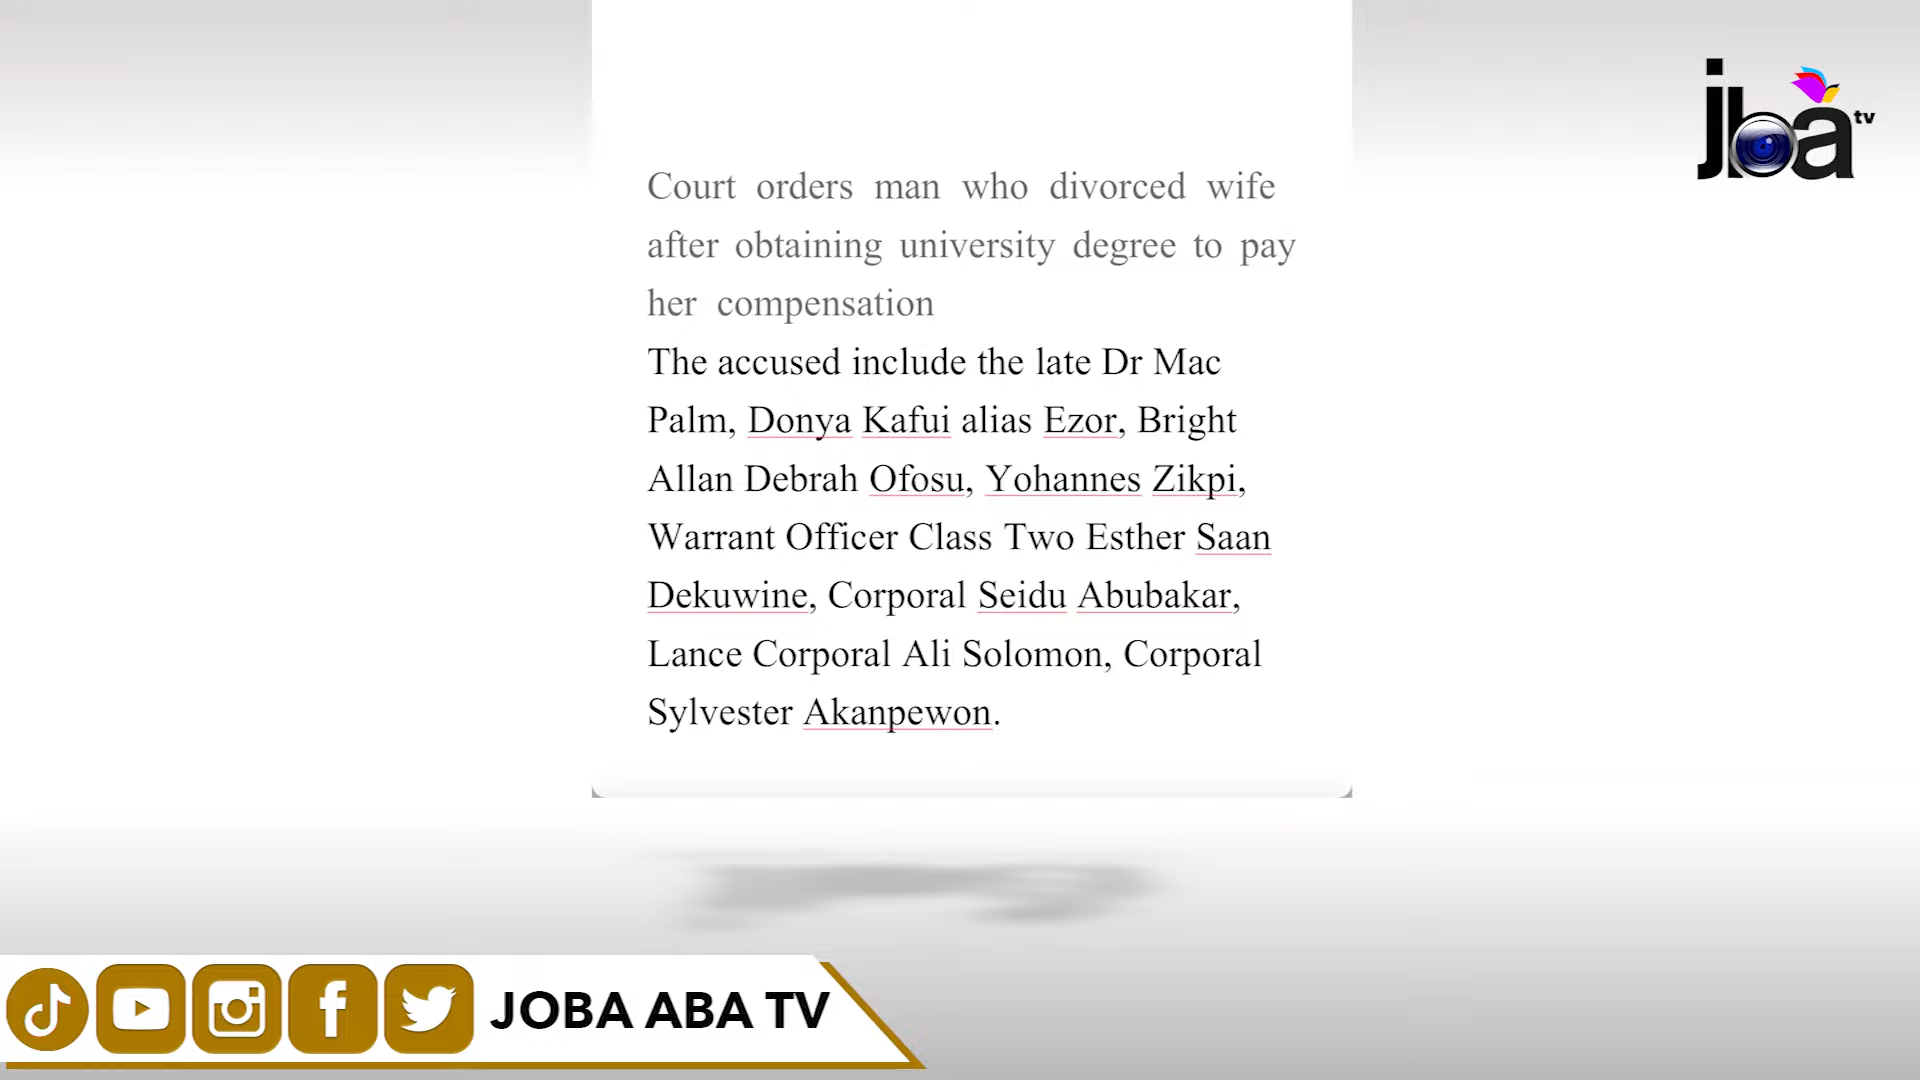 jba tv
Court orders man who divorced wife
after obtaining university degree to pay
her compensation
The accused include the late Dr Mac
Palm, Donya Kafui alias Ezor, Bright
Allan Debrah Ofosu, Yohannes Zikpi,
Warrant Officer Class Two Esther Saan
Dekuwine, Corporal Seidu Abubakar,
Lance Corporal Ali Solomon, Corporal
Sylvester Akanpewon.
JOBA ABA TV